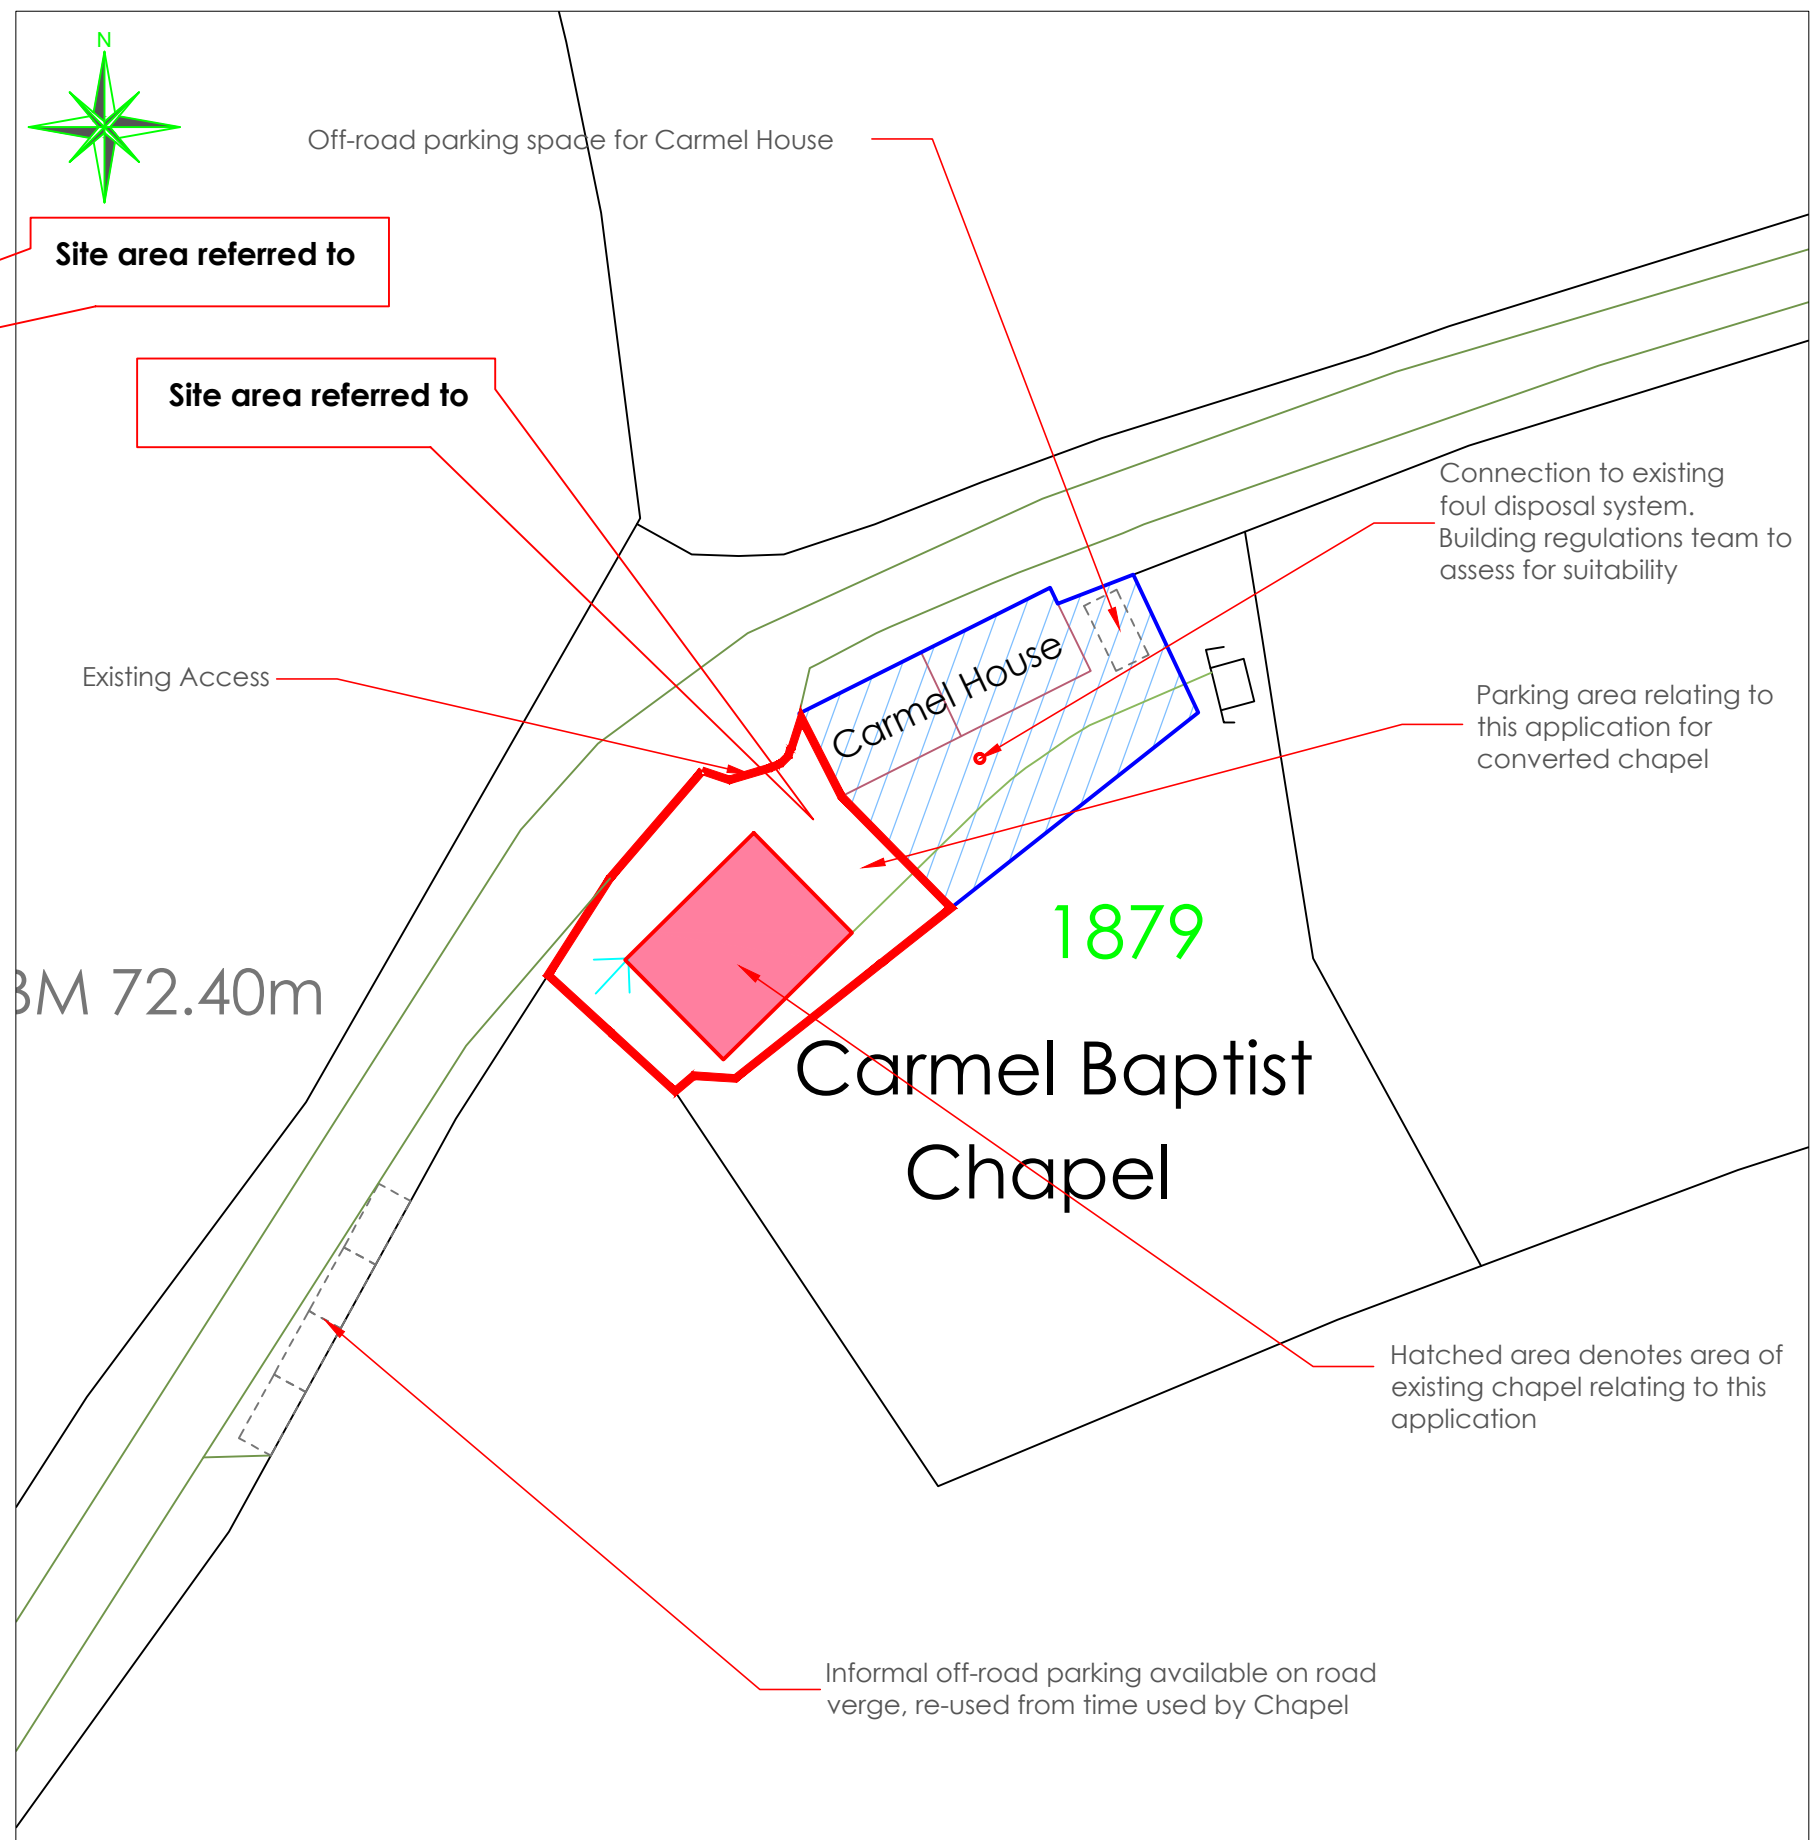 N
Off-road parking space for Carmel House
Site area referred to
Site area referred to
Connection to existing
foul disposal system.
Building regulations team to
assess for suitability
Carmel House
Existing Access
Parking area relating to
this application for
converted chapel
1879
BM 72.40m
Carmel Baptist
Chapel
Hatched area denotes area of
existing chapel relating to this
application
Informal off-road parking available on road
verge, re-used from time used by Chapel